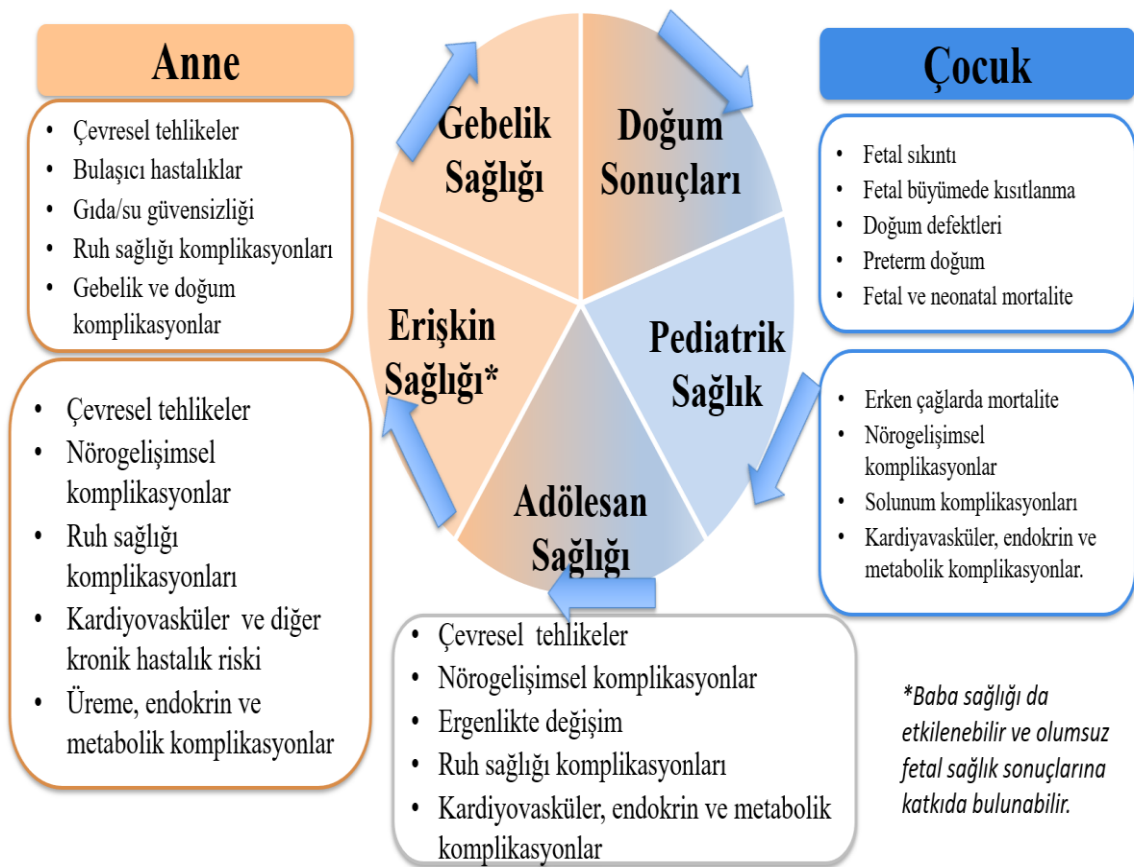 Anne
• Çevresel tehlikeler
• Bulaşıcı hastalıklar
• Gıda/su güvensizliği
• Ruh sağlığı komplikasyonları
• Gebelik ve doğum
komplikasyonlar
• Çevresel tehlikeler
• Nörogelişimsel
komplikasyonlar
• Ruh sağlığı
komplikasyonları
• Kardiyovasküler ve diğer
kronik hastalık riski
• Üreme, endokrin ve
metabolik komplikasyonlar
Gebelik
Sağlığı
Doğum
Sonuçları
Erişkin
Sağlığı*
Pediatrik
Sağlık
Adölesan
Sağlığı
• Çevresel tehlikeler
• Nörogelişimsel komplikasyonlar
• Ergenlikte değişim
• Ruh sağlığı komplikasyonları
• Kardiyovasküler, endokrin ve metabolik
komplikasyonlar
Çocuk
• Fetal sıkıntı
• Fetal büyümede kısıtlanma
• Doğum defektleri
• Preterm doğum
• Fetal ve neonatal mortalite
• Erken çağlarda mortalite
• Nörogelişimsel
komplikasyonlar
• Solunum komplikasyonları
• Kardiyavasküler, endokrin ve
metabolik komplikasyonlar.
*Baba sağlığı da
etkilenebilir ve olumsuz
fetal sağlık sonuçlarına
katkıda bulunabilir.